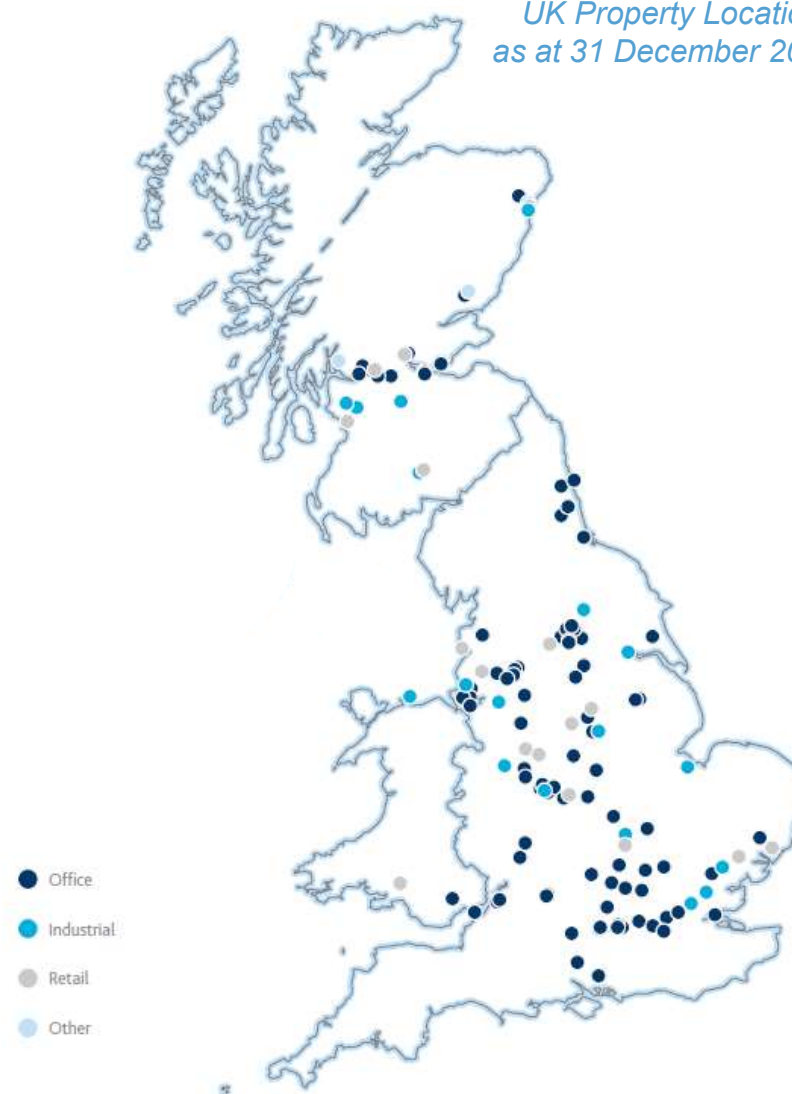 UK Property Locatio
as at 31 December 20
Office
Industrial
Retail
Other